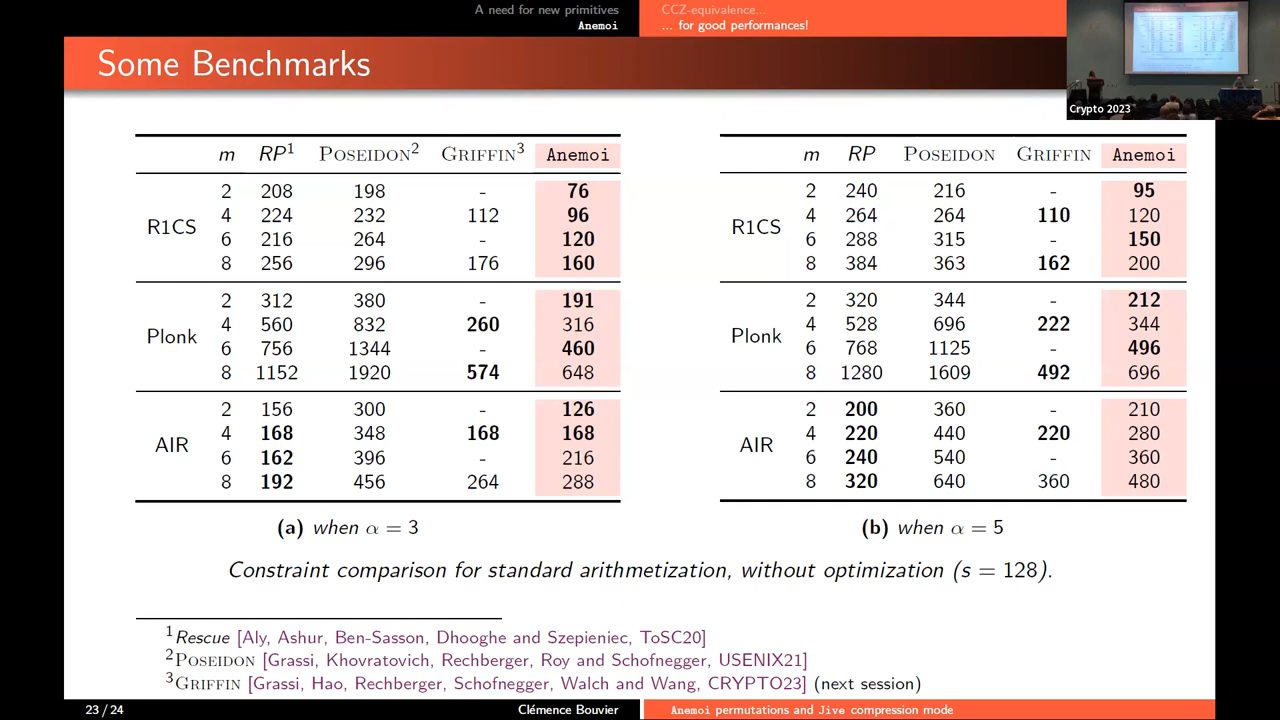 A need for new primitives
Anemoi
CCZ-equivalence...
... for good performances!
Some Benchmarks
Crypto 2023
m RP1 POSEIDON2 GRIFFIN3 Anemoi
R1CS
2 208 198 - 76
4 224 232 112 96
6 216 264 - 120
8 256 296 176 160
Plonk
2 312 380 - 191
4 560 832 260 316
6 756 1344 - 460
8 1152 1920 574 648
AIR
2 156 300 - 126
4 168 348 168 168
6 162 396 - 216
8 192 456 264 288
(a) when α = 3
m RP POSEIDON GRIFFIN Anemoi
R1CS
2 240 216 - 95
4 264 264 110 120
6 288 315 - 150
8 384 363 162 200
Plonk
2 320 344 - 212
4 528 696 222 344
6 768 1125 - 496
8 1280 1609 492 696
AIR
2 200 360 - 210
4 220 440 220 280
6 240 540 - 360
8 320 640 360 480
(b) when α = 5
Constraint comparison for standard arithmetization, without optimization (s = 128).
1Rescue [Aly, Ashur, Ben-Sasson, Dhooghe and Szepieniec, ToSC20]
2POSEIDON [Grassi, Khovratovich, Rechberger, Roy and Schofnegger, USENIX21]
3GRIFFIN [Grassi, Hao, Rechberger, Schofnegger, Walch and Wang, CRYPTO23] (next session)
23 / 24
Clémence Bouvier
Anemoi permutations and Jive compression mode